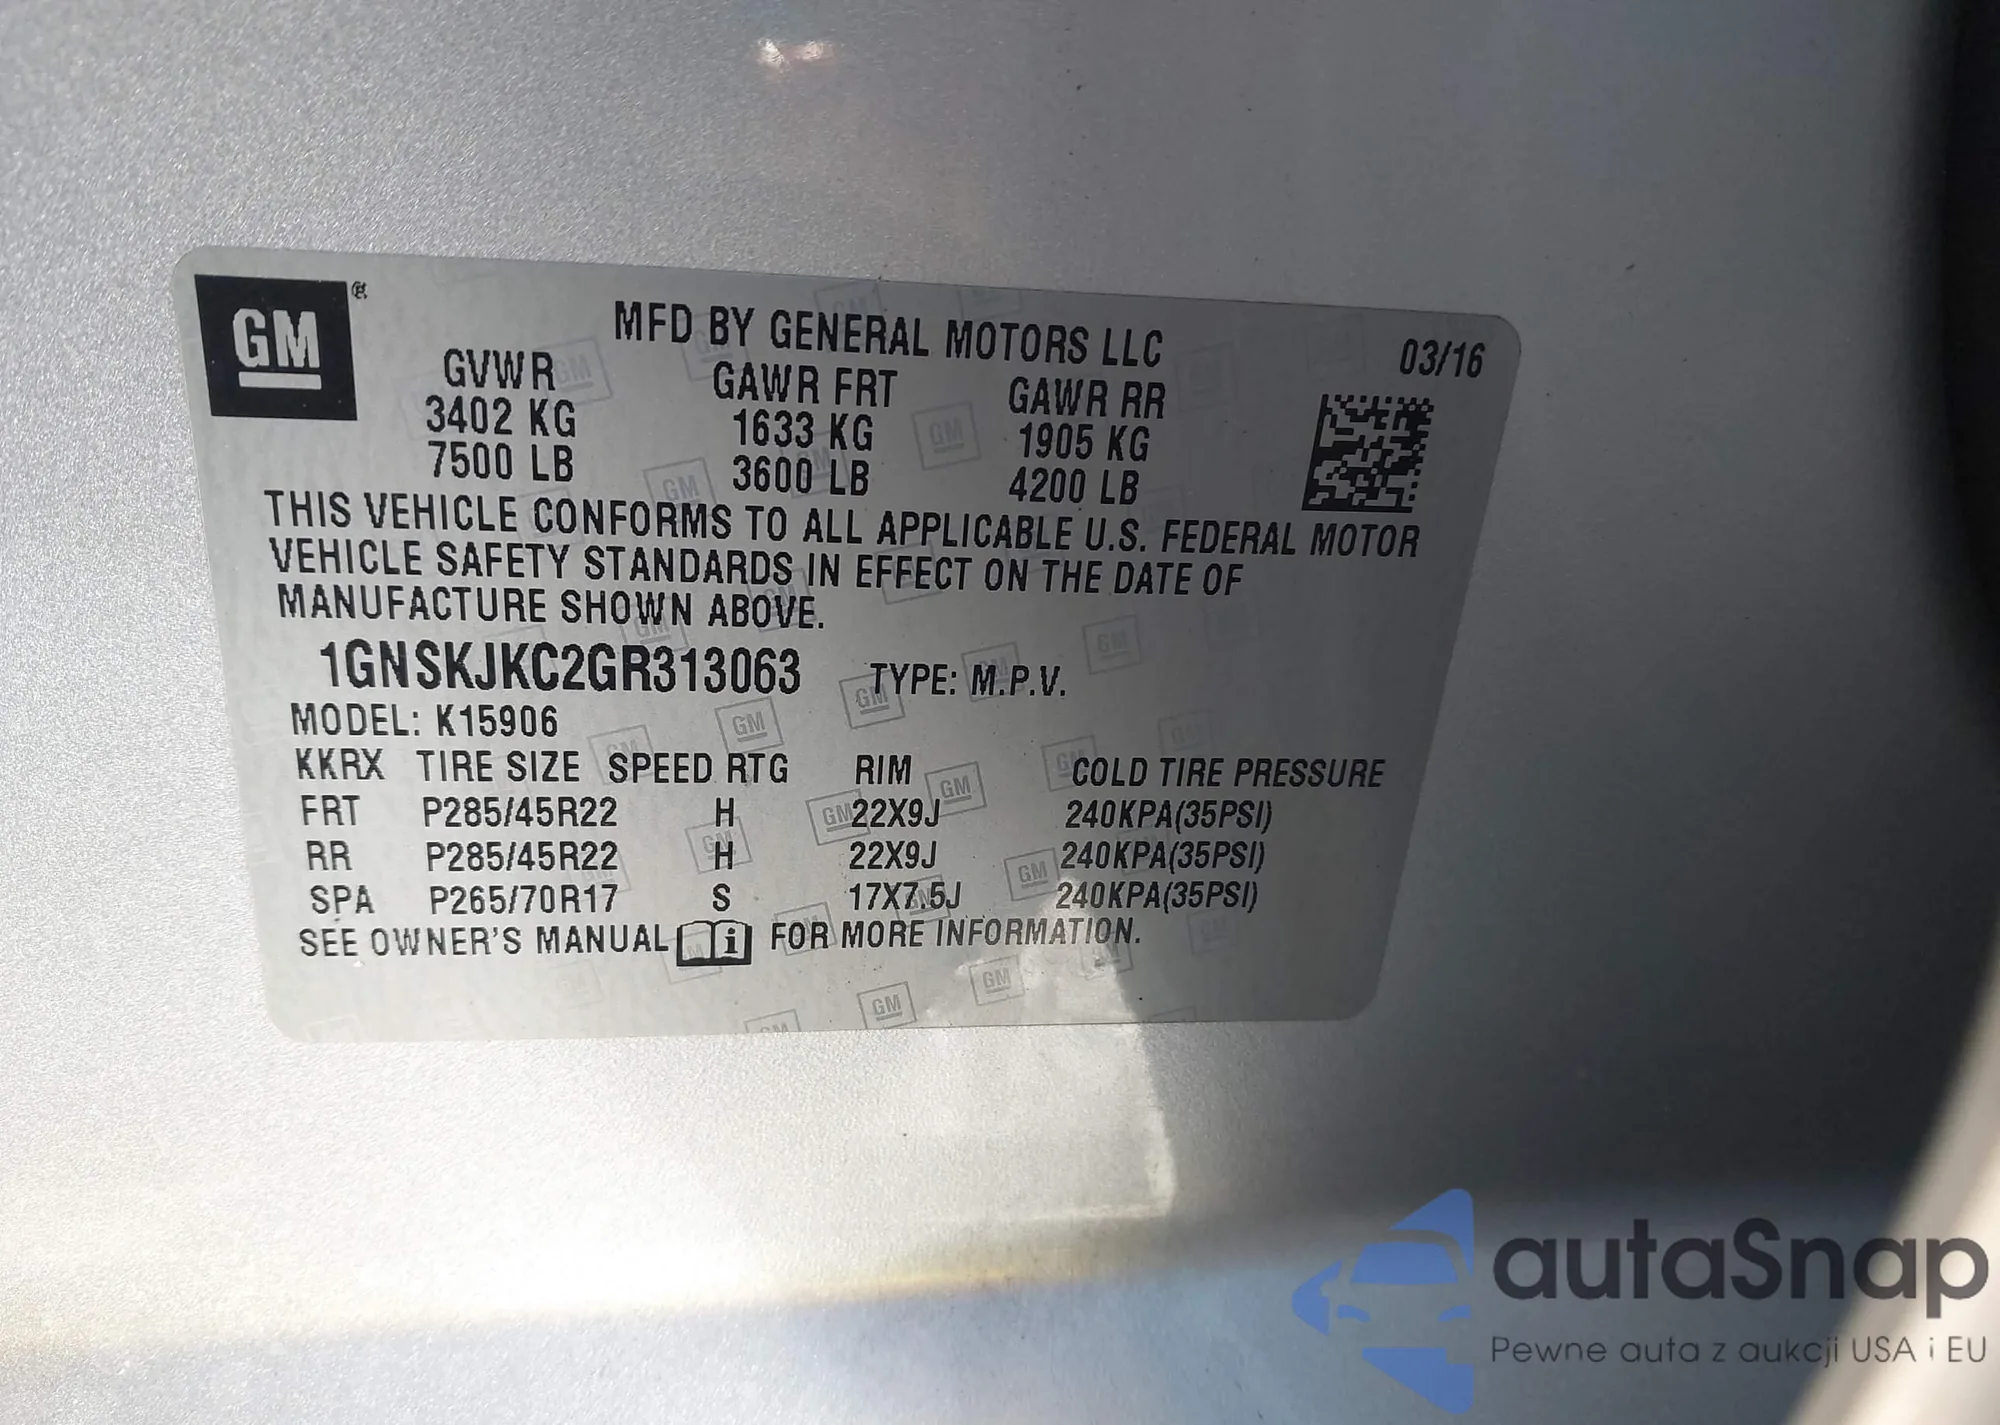 GM ®
MFD BY GENERAL MOTORS LLC 03/16
GVWR GAWR FRT GAWR RR
3402 KG 1633 KG 1905 KG
7500 LB 3600 LB 4200 LB
THIS VEHICLE CONFORMS TO ALL APPLICABLE U.S. FEDERAL MOTOR
VEHICLE SAFETY STANDARDS IN EFFECT ON THE DATE OF
MANUFACTURE SHOWN ABOVE.
1GNSKJKC2GR313063 TYPE: M.P.V.
MODEL: K15906
KKRX TIRE SIZE SPEED RTG RIM COLD TIRE PRESSURE
FRT P285/45R22 H 22X9J 240KPA(35PSI)
RR P285/45R22 H 22X9J 240KPA(35PSI)
SPA P265/70R17 S 17X7.5J 240KPA(35PSI)
SEE OWNER'S MANUAL i FOR MORE INFORMATION.
autaSnap
Pewne auta z aukcji USA i EU